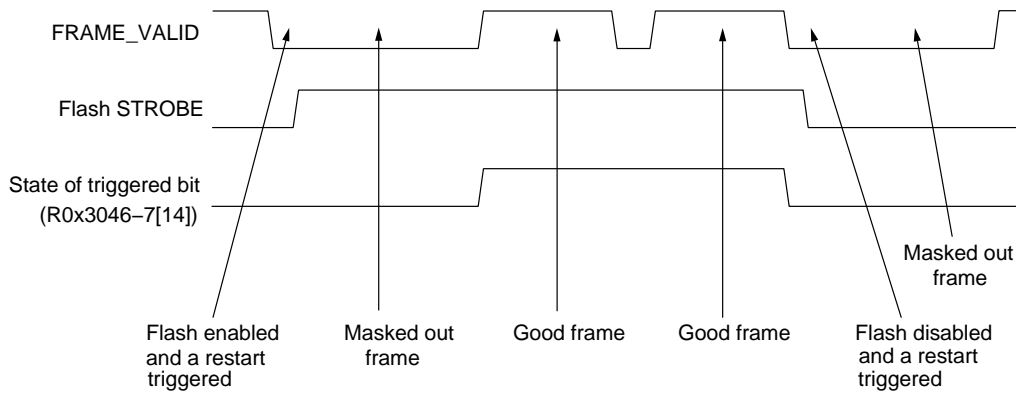 FRAME_VALID
Flash STROBE
State of triggered bit
(R0x3046–7[14])
Masked out
frame
Flash enabled
and a restart
triggered
Masked out
frame
Good frame
Good frame
Flash disabled
and a restart
triggered